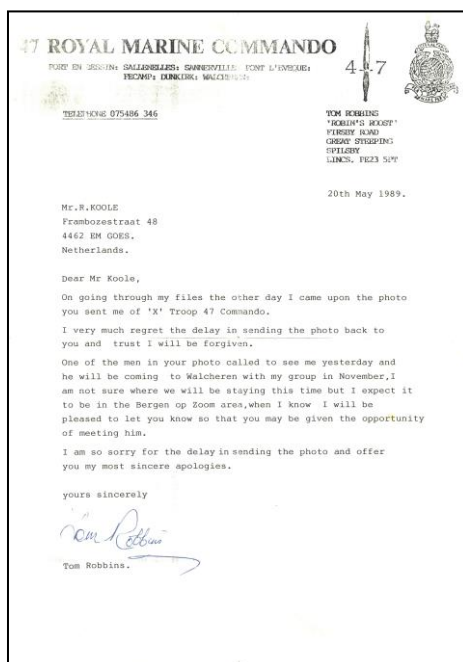 47 ROYAL MARINE COMMANDO
PORT EN BESSIN: SALLENELLES: SANNERVILLE PONT L'EVEQUE:
FECAMP: DUNKIRK: WALCHEREN
4 7
TELEPHONE 075486 346
TOM ROBBINS
'ROBIN'S ROOST'
FIRSBY ROAD
GREAT STEEPING
SPILSBY
LINCS. PE23 5PT
20th May 1989.
Mr.R.KOOLE
Frambozestraat 48
4462 EM GOES.
Netherlands.
Dear Mr Koole,
On going through my files the other day I came upon the photo
you sent me of 'X' Troop 47 Commando.
I very much regret the delay in sending the photo back to
you and trust I will be forgiven.
One of the men in your photo called to see me yesterday and
he will be coming to Walcheren with my group in November,I
am not sure where we will be staying this time but I expect it
to be in the Bergen op Zoom area,when I know I will be
pleased to let you know so that you may be given the opportunity
of meeting him.
I am so sorry for the delay in sending the photo and offer
you my most sincere apologies.
yours sincerely
Tom Robbins
Tom Robbins.